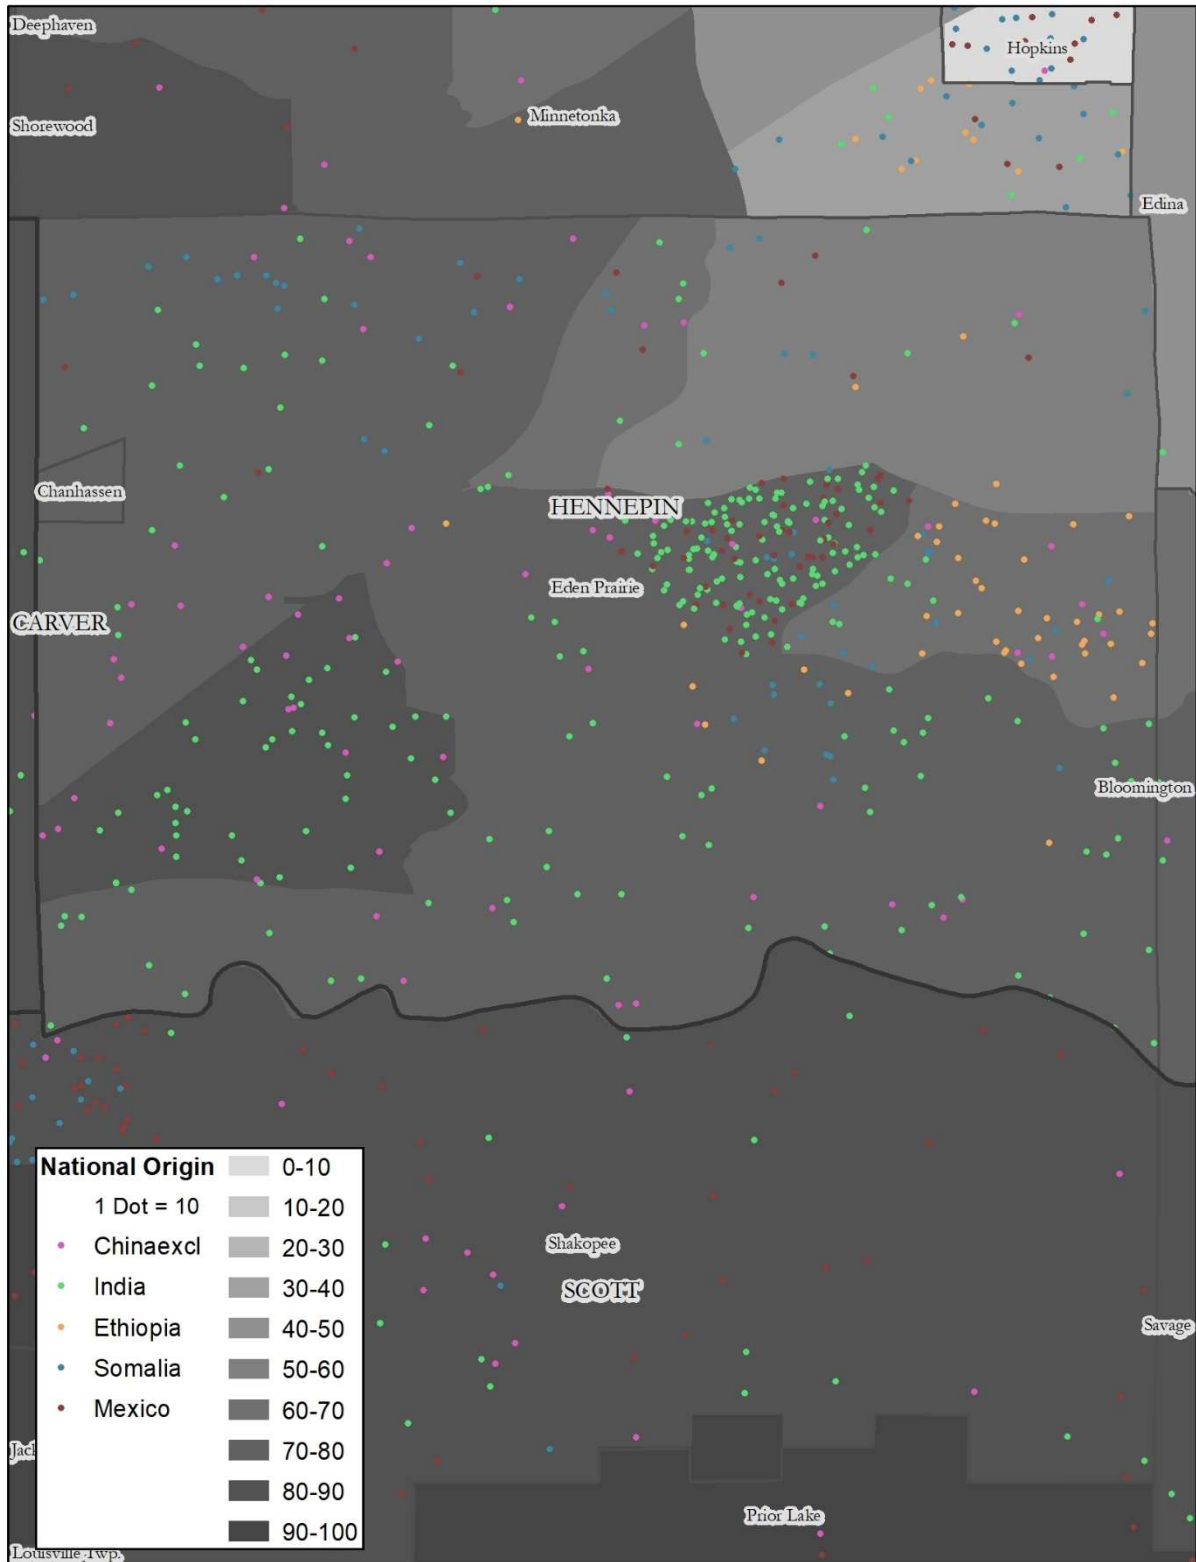 Deephaven
Hopkins
Minnetonka
Shorewood
Edina
Chanhassen
HENNEPIN
Eden Prairie
CARVER
Bloomington
National Origin
1 Dot = 10
Chinaexcl
India
Ethiopia
Somalia
Mexico
0-10
10-20
20-30
30-40
40-50
50-60
60-70
70-80
80-90
90-100
Shakopee
SCOTT
Savage
Jack
Prior Lake
Louisville Twp.